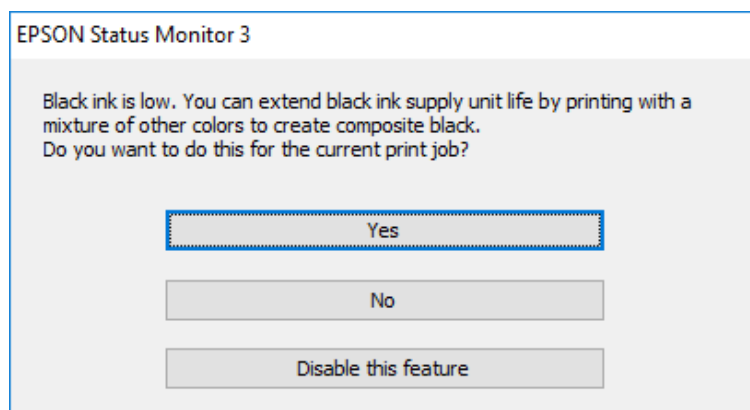 EPSON Status Monitor 3
Black ink is low. You can extend black ink supply unit life by printing with a
mixture of other colors to create composite black.
Do you want to do this for the current print job?
Yes
No
Disable this feature